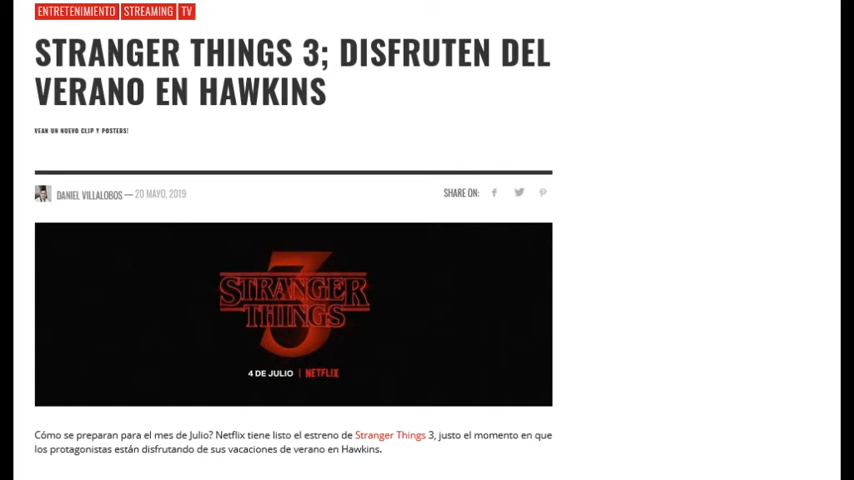 ENTRETENIMIENTO STREAMING TV
STRANGER THINGS 3; DISFRUTEN DEL
VERANO EN HAWKINS
VEAN UN NUEVO CLIP Y POSTERS!
DANIEL VILLALOBOS — 20 MAYO, 2019
SHARE ON:
3
STRANGER
THINGS
4 DE JULIO | NETFLIX
Cómo se preparan para el mes de Julio? Netflix tiene listo el estreno de Stranger Things 3, justo el momento en que
los protagonistas están disfrutando de sus vacaciones de verano en Hawkins.